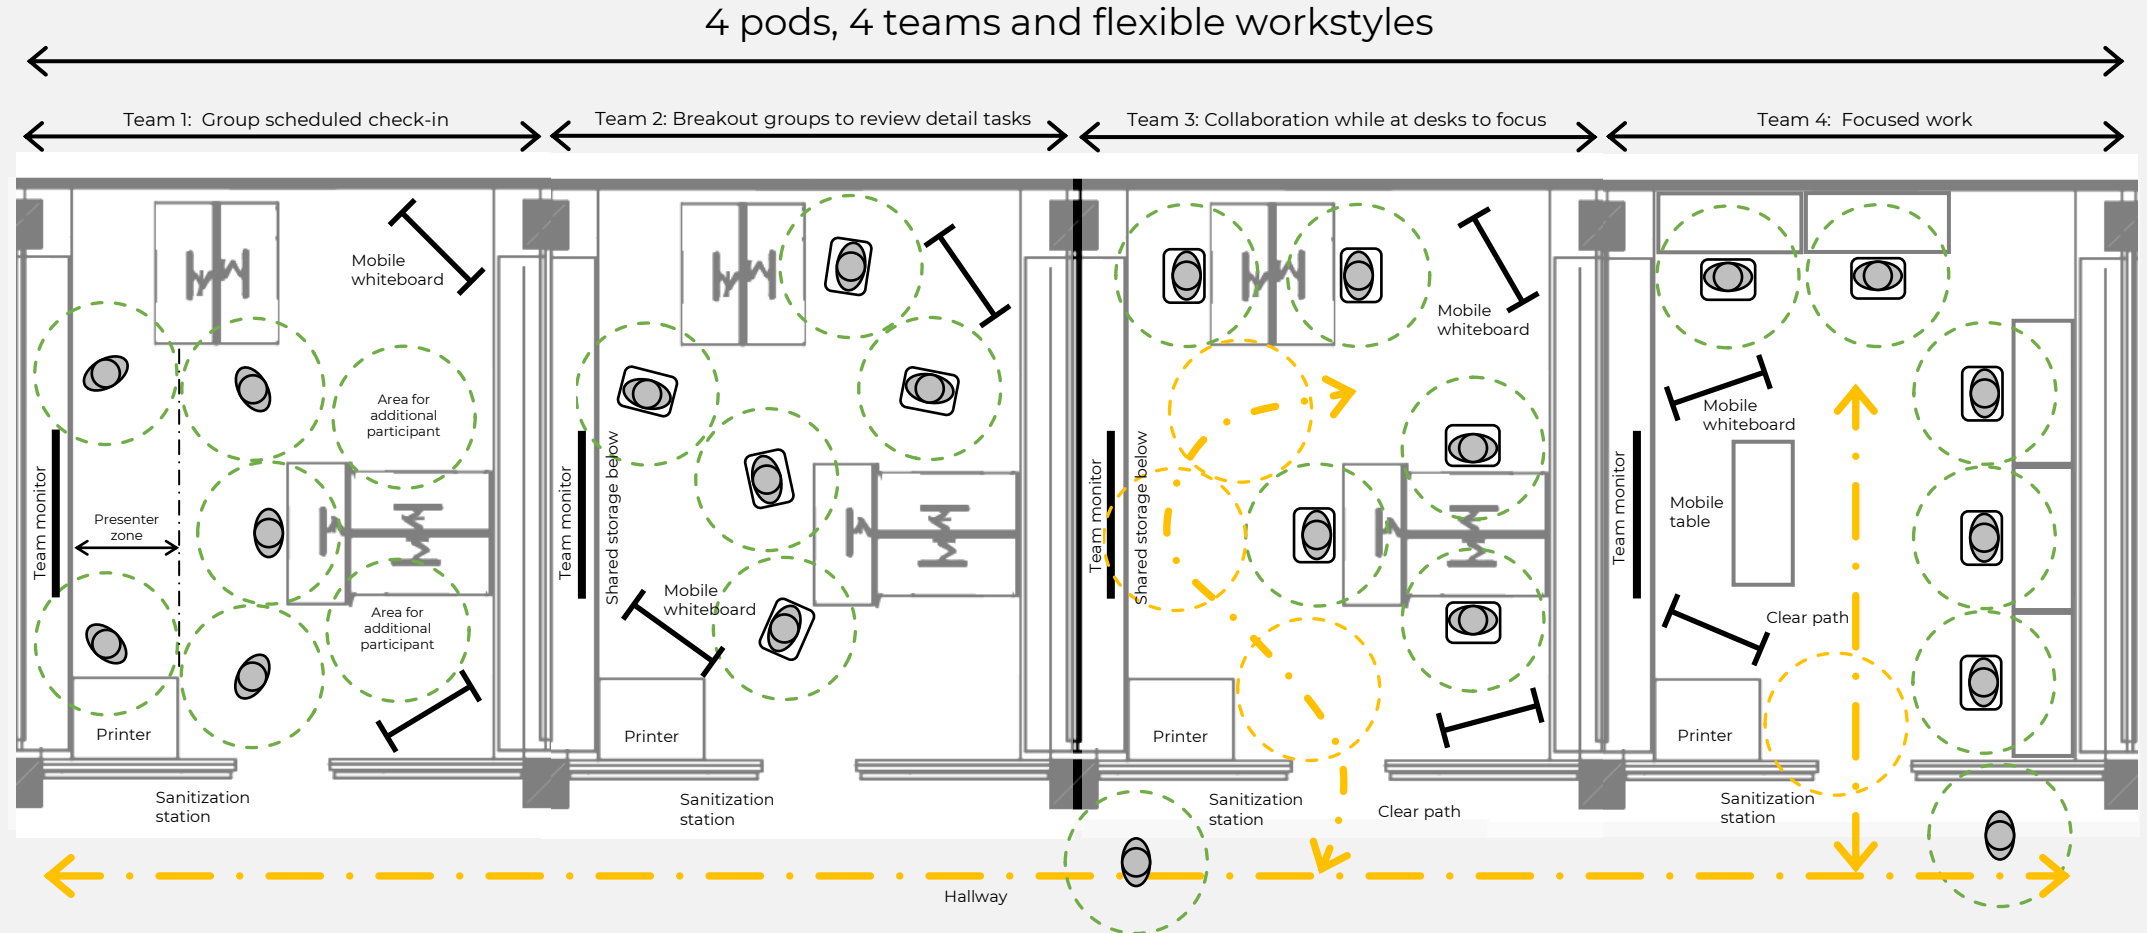 4 pods, 4 teams and flexible workstyles
Team 1: Group scheduled check-in
Team 2: Breakout groups to review detail tasks
Team 3: Collaboration while at desks to focus
Team 4: Focused work
Mobile
whiteboard
Area for
additional
participant
Team monitor
Presenter
zone
Area for
additional
participant
Printer
Sanitization
station
Team monitor
Shared storage below
Mobile
whiteboard
Printer
Sanitization
station
Mobile
whiteboard
Team monitor
Shared storage below
Printer
Sanitization
station
Clear path
Mobile
whiteboard
Team monitor
Mobile
table
Clear path
Printer
Sanitization
station
Hallway